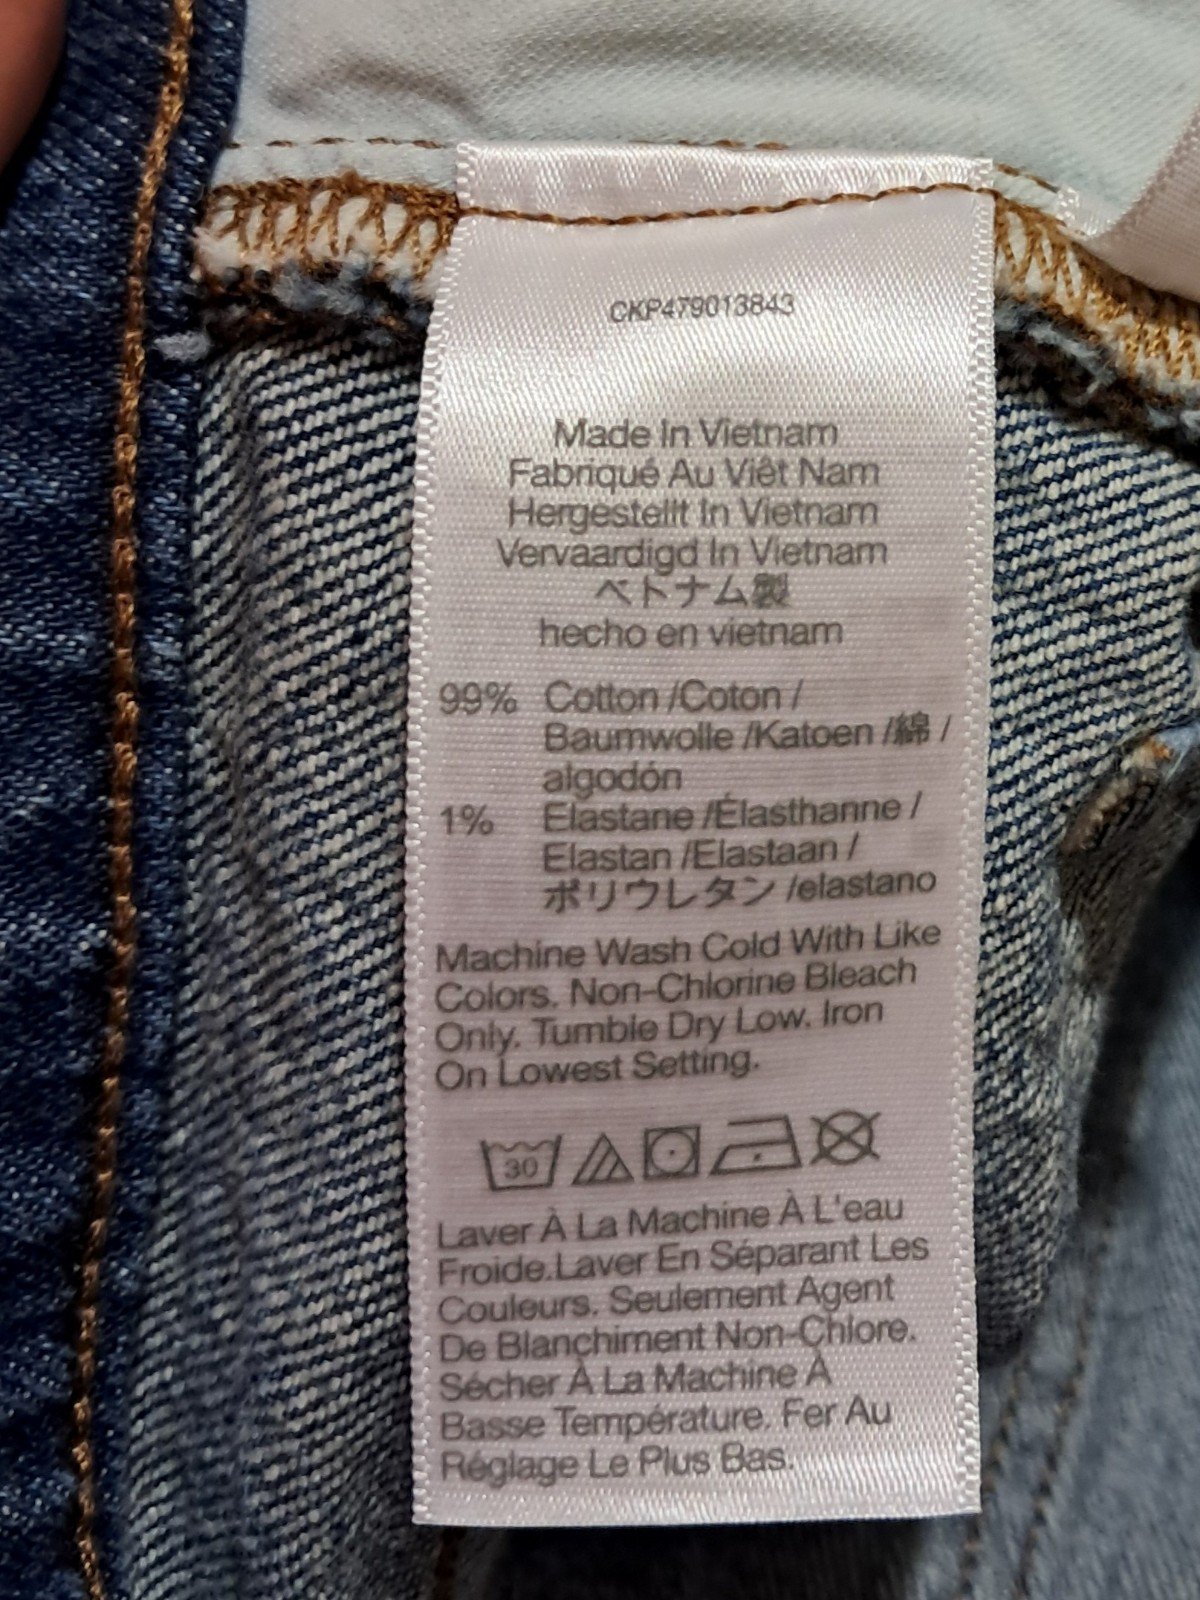 CKP479013843
Made In Vietnam
Fabriqué Au Viêt Nam
Hergestellt In Vietnam
Vervaardigd In Vietnam
ベトナム製
hecho en vietnam
99% Cotton /Coton /
Baumwolle /Katoen /綿 /
algodón
1% Elastane /Élasthanne /
Elastan /Elastaan /
ポリウレタン /elastano
Machine Wash Cold With Like
Colors. Non-Chlorine Bleach
Only. Tumble Dry Low. Iron
On Lowest Setting.
30
Laver À La Machine À L'eau
Froide.Laver En Séparant Les
Couleurs. Seulement Agent
De Blanchiment Non-Chlore.
Sécher À La Machine À
Basse Température. Fer Au
Réglage Le Plus Bas.